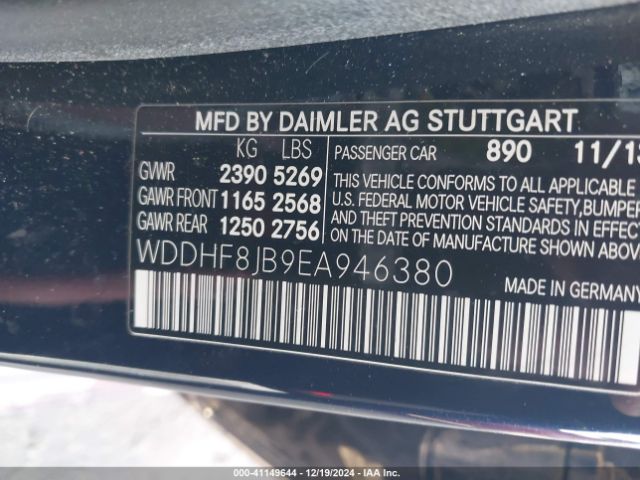 MFD BY DAIMLER AG STUTTGART
KG LBS
GVWR 2390 5269
GAWR FRONT 1165 2568
GAWR REAR 1250 2756
PASSENGER CAR 890 11/13
THIS VEHICLE CONFORMS TO ALL APPLICABLE
U.S. FEDERAL MOTOR VEHICLE SAFETY, BUMPER
AND THEFT PREVENTION STANDARDS IN EFFECT
ON THE DATE OF MANUFACTURE SHOWN ABOVE
WDDHF8JB9EA946380
MADE IN GERMANY
000-41149644 - 12/19/2024 - IAA Inc.